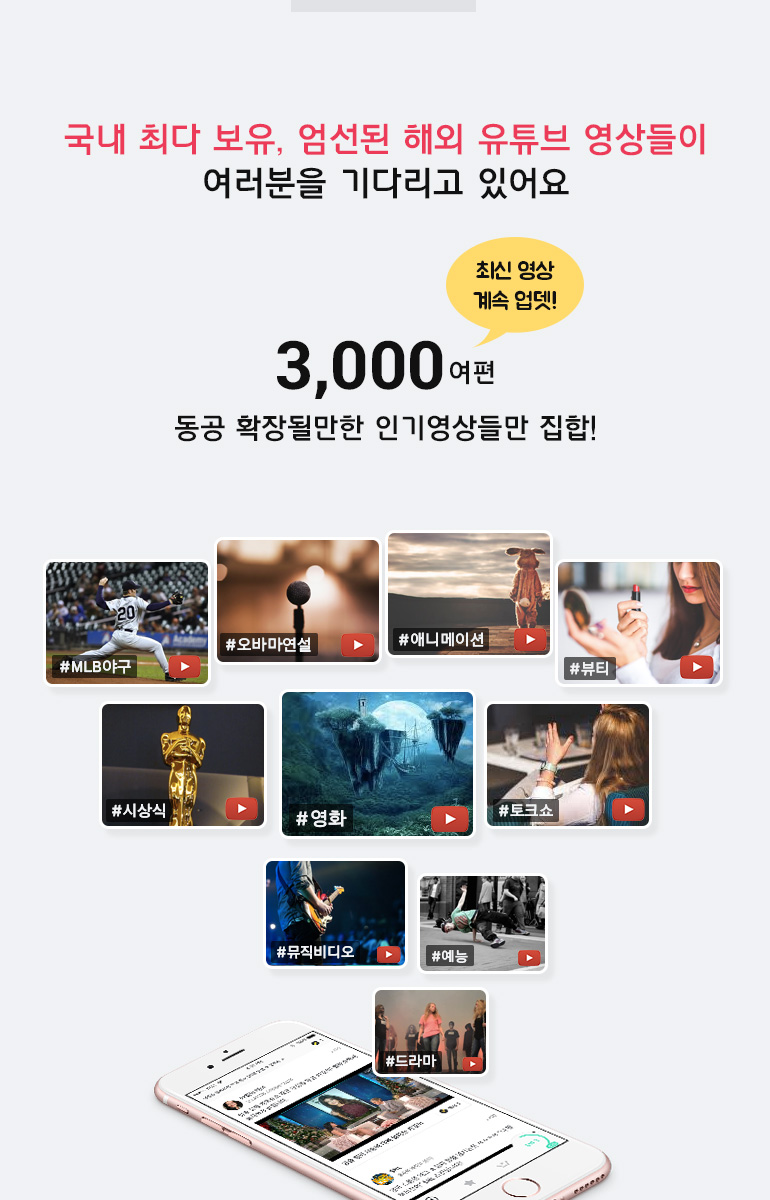 국내 최다 보유, 엄선된 해외 유튜브 영상들이
여러분을 기다리고 있어요
최신 영상
계속 업뎃!
3,000 여편
동공 확장될만한 인기영상들만 집합!
#MLB야구
#오바마연설
#애니메이션
#뷰티
#시상식
#영화
#토크쇼
#뮤직비디오
#예능
#드라마
20